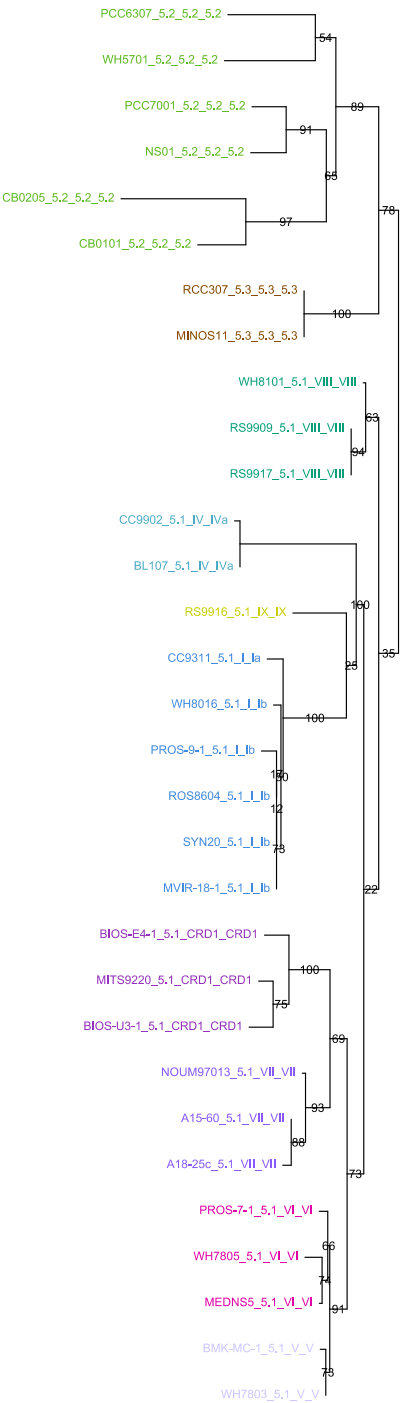 PCC6307_5.2_5.2_5.2
54
WH5701_5.2_5.2_5.2
PCC7001_5.2_5.2_5.2
89
91
NS01_5.2_5.2_5.2
65
CB0205_5.2_5.2_5.2
78
97
CB0101_5.2_5.2_5.2
RCC307_5.3_5.3_5.3
100
MINOS11_5.3_5.3_5.3
WH8101_5.1_VIII_VIII
63
RS9909_5.1_VIII_VIII
94
RS9917_5.1_VIII_VIII
CC9902_5.1_IV_IVa
BL107_5.1_IV_IVa
100
RS9916_5.1_IX_IX
35
CC9311_5.1_I_Ia
25
WH8016_5.1_I_Ib
100
PROS-9-1_5.1_I_Ib
ROS8604_5.1_I_Ib
12
SYN20_5.1_I_Ib
73
MVIR-18-1_5.1_I_Ib
22
BIOS-E4-1_5.1_CRD1_CRD1
100
MITS9220_5.1_CRD1_CRD1
75
BIOS-U3-1_5.1_CRD1_CRD1
69
NOUM97013_5.1_VII_VII
93
A15-60_5.1_VII_VII
88
A18-25c_5.1_VII_VII
73
PROS-7-1_5.1_VI_VI
66
WH7805_5.1_VI_VI
74
MEDNS5_5.1_VI_VI
91
BMK-MC-1_5.1_V_V
73
WH7803_5.1_V_V